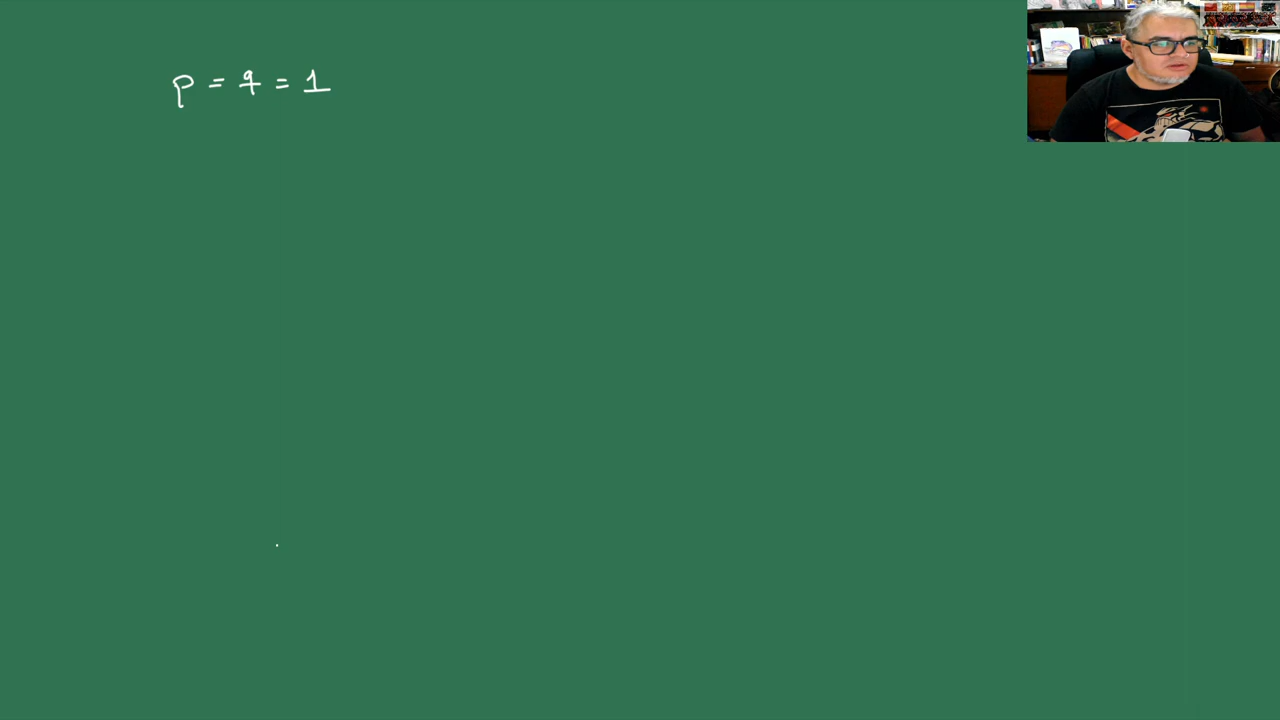 p = q = 1